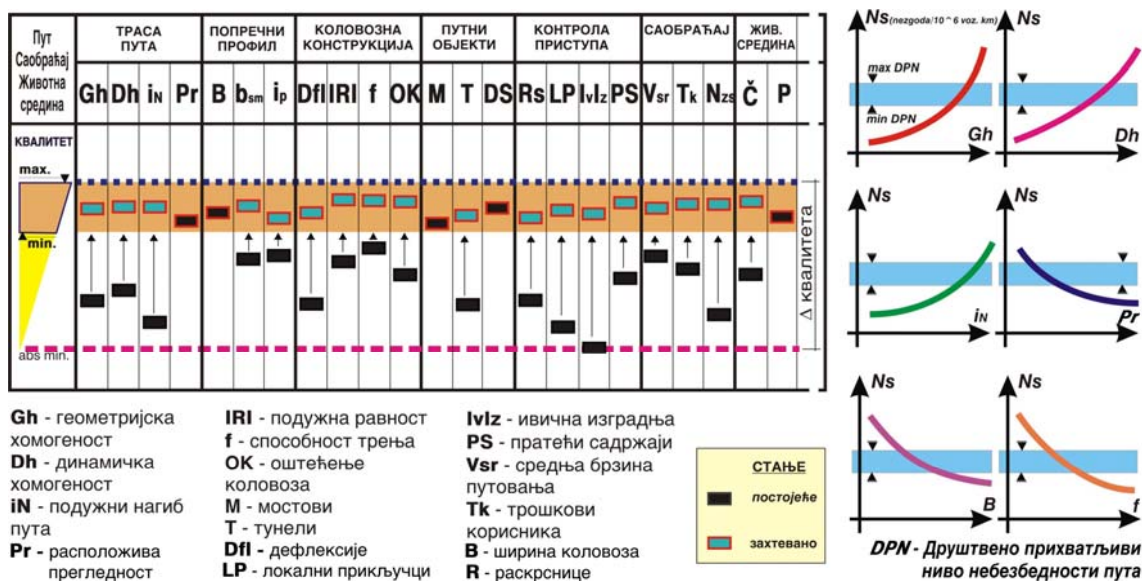 Пут
Саобраћај
Животна
средина
ТРАСА
ПУТА
ПОПРЕЧНИ
ПРОФИЛ
КОЛОВОЗНА
КОНСТРУКЦИЈА
ПУТНИ
ОБЈЕКТИ
КОНТРОЛА
ПРИСТУПА
САОБРАЋАЈ
ЖИВ.
СРЕДИНА
Gh Dh iN Pr B bsm ip Dfl IRI f OK M T DS Rs LP IvIz PS Vsr Tk Nzs Č P
КВАЛИТЕТ
max.
min.
abs min.
Δ квалитета
Gh - геометријска
хомогеност
Dh - динамичка
хомогеност
iN - подужни нагиб
пута
Pr - расположива
прегледност
IRI - подужна равност
f - способност трења
OK - оштећење
коловоза
M - мостови
T - тунели
Dfl - дефлексије
LP - локални прикључци
IvIz - ивична изградња
PS - пратећи садржаји
Vsr - средња брзина
путовања
Tk - трошкови
корисника
B - ширина коловоза
R - раскрснице
СТАЊЕ
постојеће
захтевано
Ns (nezgoda/10^6 voz. km)
max DPN
min DPN
Gh
Ns
Dh
Ns
iN
Ns
Pr
Ns
B
Ns
f
DPN - Друштвено прихватљиви
ниво небезбедности пута